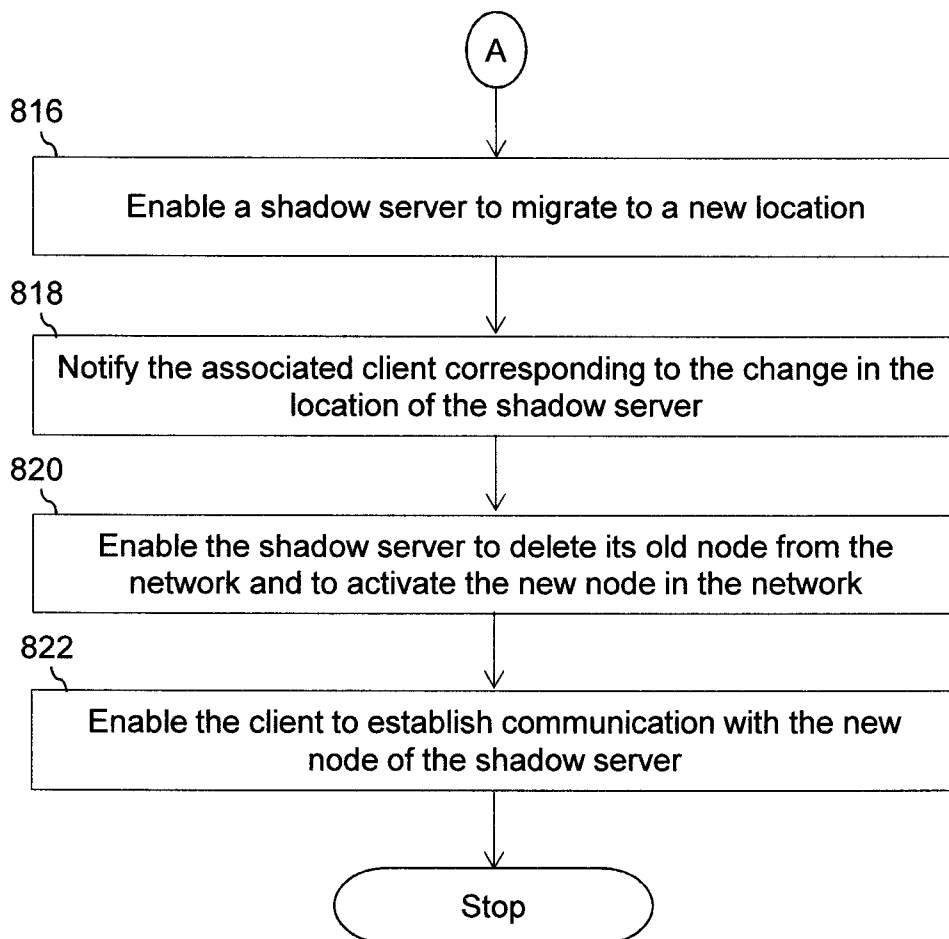 A
816
Enable a shadow server to migrate to a new location
818
Notify the associated client corresponding to the change in the
location of the shadow server
820
Enable the shadow server to delete its old node from the
network and to activate the new node in the network
822
Enable the client to establish communication with the new
node of the shadow server
Stop